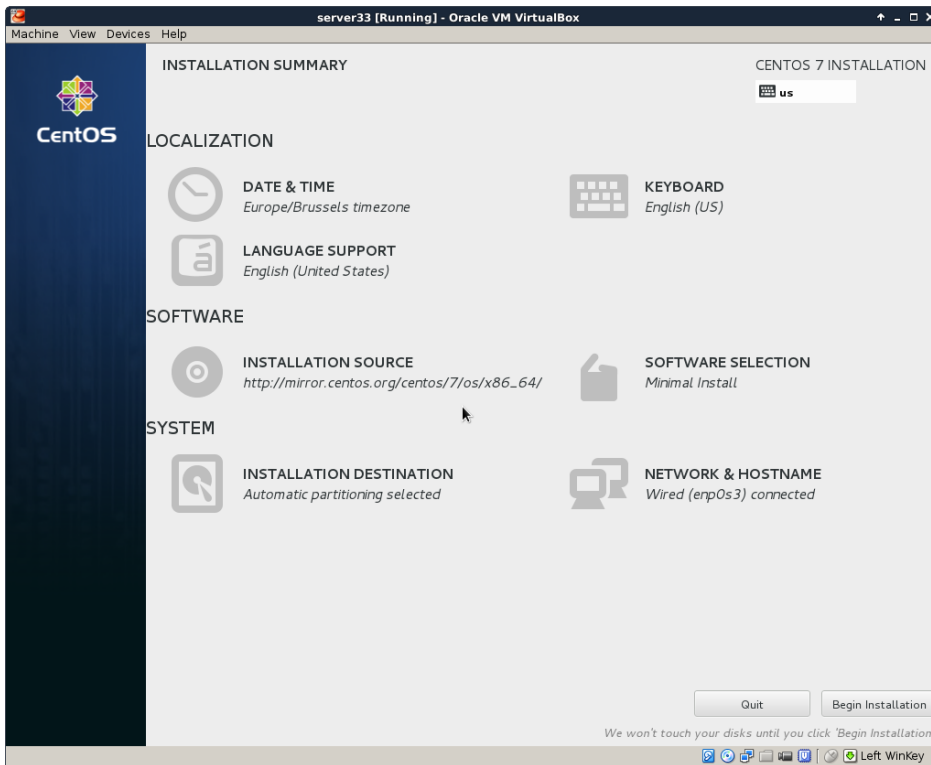 server33 [Running] - Oracle VM VirtualBox
Machine View Devices Help
INSTALLATION SUMMARY
CENTOS 7 INSTALLATION
us
CentOS
LOCALIZATION
DATE & TIME
Europe/Brussels timezone
KEYBOARD
English (US)
LANGUAGE SUPPORT
English (United States)
SOFTWARE
INSTALLATION SOURCE
http://mirror.centos.org/centos/7/os/x86_64/
SOFTWARE SELECTION
Minimal Install
SYSTEM
INSTALLATION DESTINATION
Automatic partitioning selected
NETWORK & HOSTNAME
Wired (enp0s3) connected
Quit
Begin Installation
We won't touch your disks until you click 'Begin Installation
Left WinKey